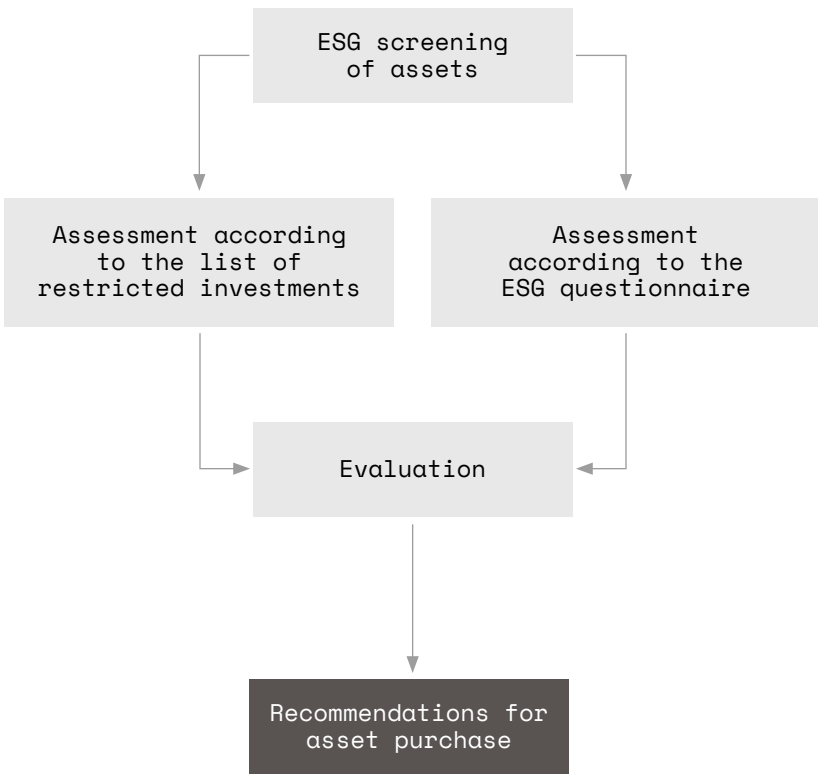 ESG screening
of assets
Assessment according
to the list of
restricted investments
Assessment
according to the
ESG questionnaire
Evaluation
Recommendations for
asset purchase